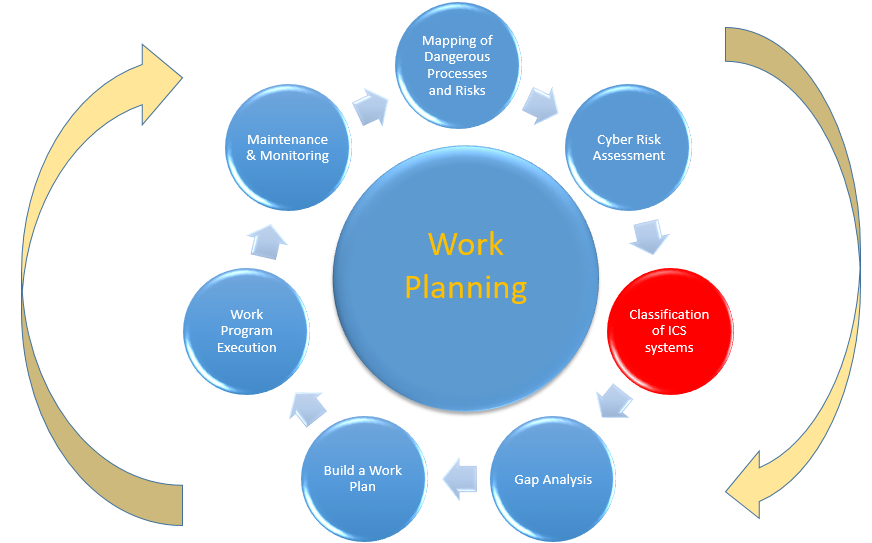 Mapping of
Dangerous
Processes
and Risks
Cyber Risk
Assessment
Classification
of ICS
systems
Gap Analysis
Build a Work
Plan
Work
Program
Execution
Maintenance
& Monitoring
Work
Planning